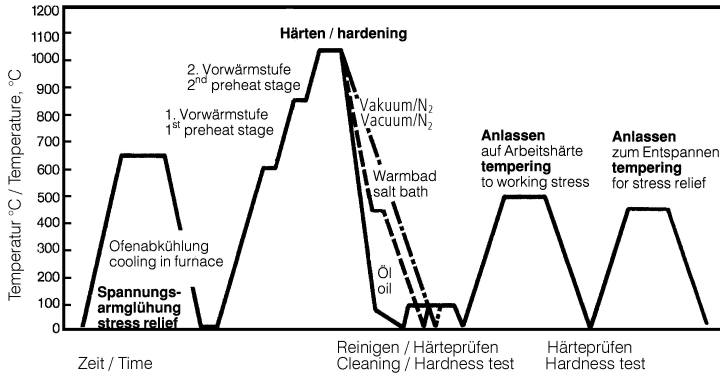 Temperatur °C / Temperature, °C
1200
1100
1000
900
800
700
600
500
400
300
200
100
0
Härten / hardening
2. Vorwärmstufe
2nd preheat stage
1. Vorwärmstufe
1st preheat stage
Vakuum/N2
Vacuum/N2
Warmbad
salt bath
Öl
oil
Anlassen
auf Arbeitshärte
tempering
to working stress
Anlassen
zum Entspannen
tempering
for stress relief
Ofenabkühlung
cooling in furnace
Spannungs-
armglühung
stress relief
Zeit / Time
Reinigen / Härteprüfen
Cleaning / Hardness test
Härteprüfen
Hardness test